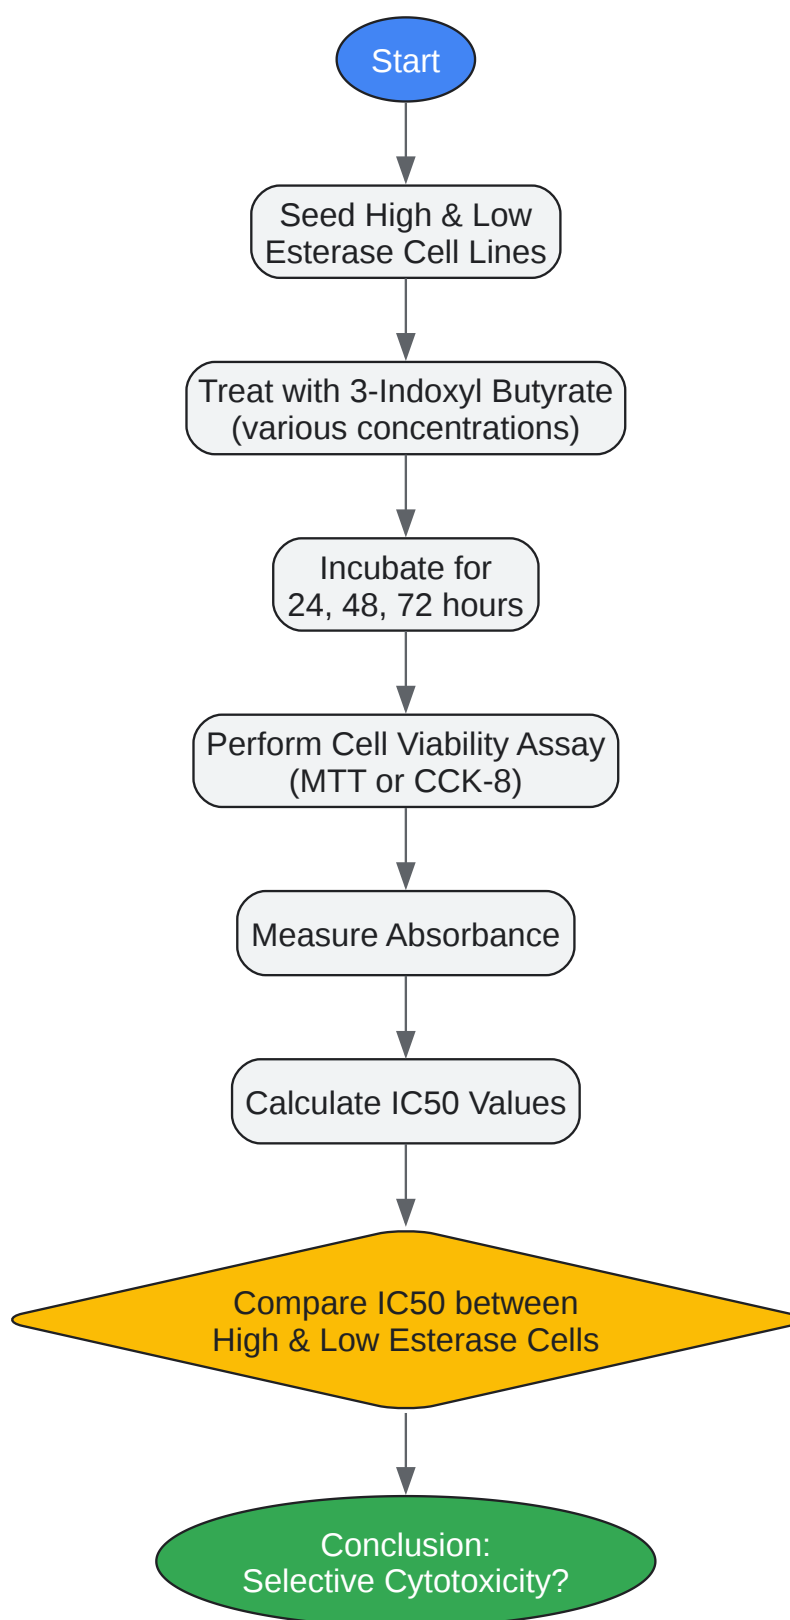 Start
Seed High & Low
Esterase Cell Lines
Treat with 3-Indoxyl Butyrate
(various concentrations)
Incubate for
24, 48, 72 hours
Perform Cell Viability Assay
(MTT or CCK-8)
Measure Absorbance
Calculate IC50 Values
Compare IC50 between
High & Low Esterase Cells
Conclusion:
Selective Cytotoxicity?